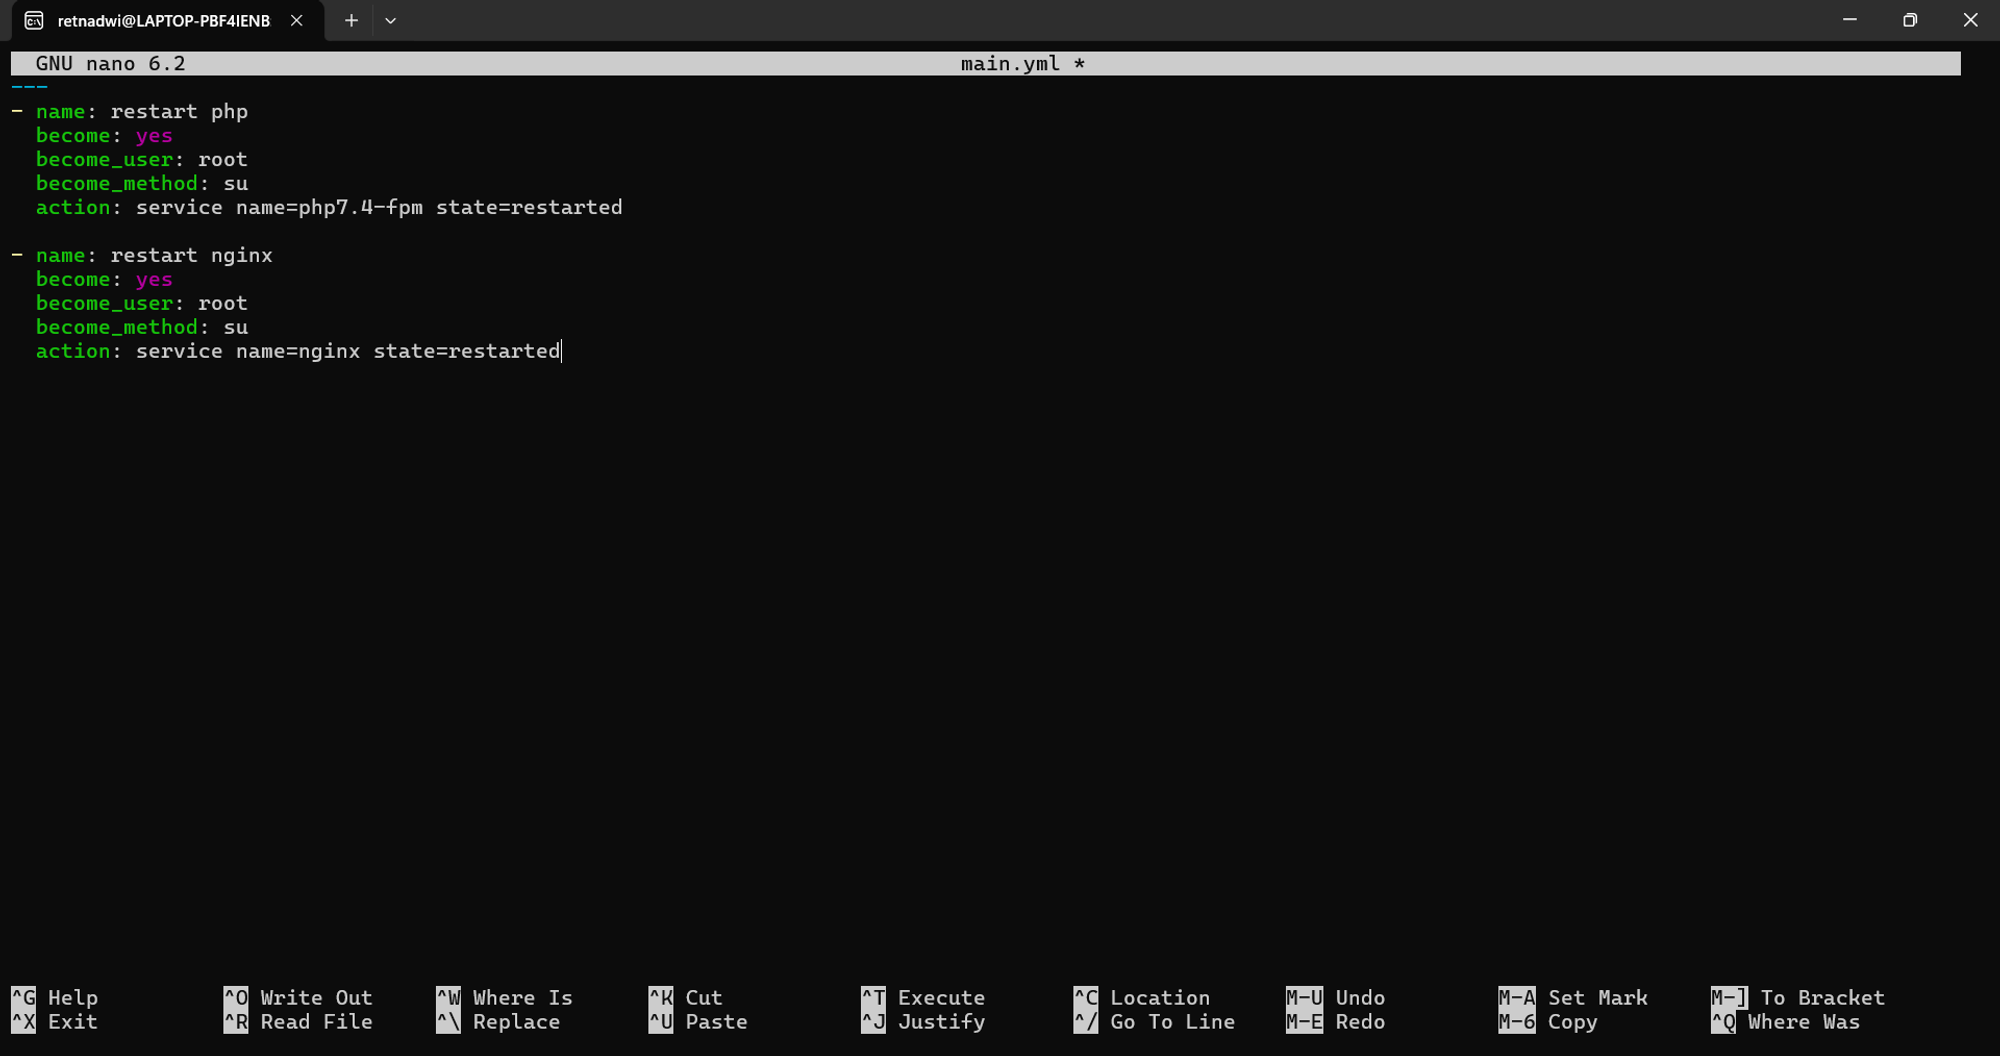 retnadwi@LAPTOP-PBF4IENB
GNU nano 6.2 main.yml *
---
- name: restart php
  become: yes
  become_user: root
  become_method: su
  action: service name=php7.4-fpm state=restarted

- name: restart nginx
  become: yes
  become_user: root
  become_method: su
  action: service name=nginx state=restarted
^G Help ^O Write Out ^W Where Is ^K Cut ^T Execute ^C Location M-U Undo M-A Set Mark M-] To Bracket
^X Exit ^R Read File ^\ Replace ^U Paste ^J Justify ^/ Go To Line M-E Redo M-6 Copy ^Q Where Was